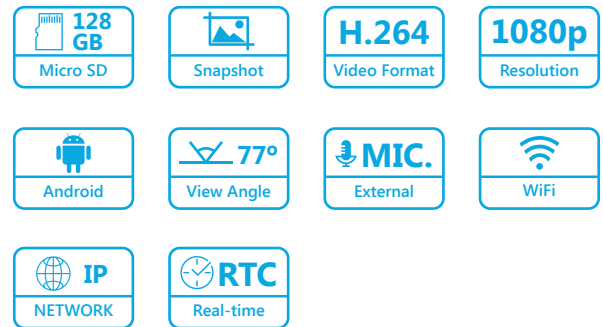 128
GB
Micro SD
Snapshot
H.264
Video Format
1080p
Resolution
Android
77º
View Angle
MIC.
External
WiFi
IP
NETWORK
RTC
Real-time